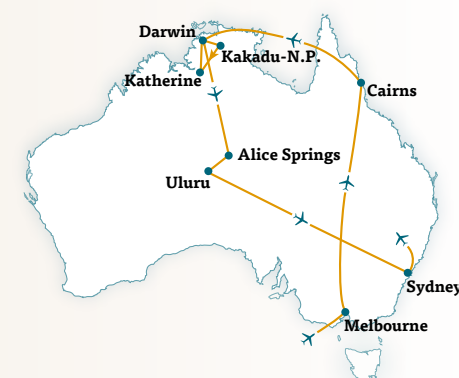 Darwin
Kakadu-N.P.
Katherine
Cairns
Alice Springs
Uluru
Sydney
Melbourne